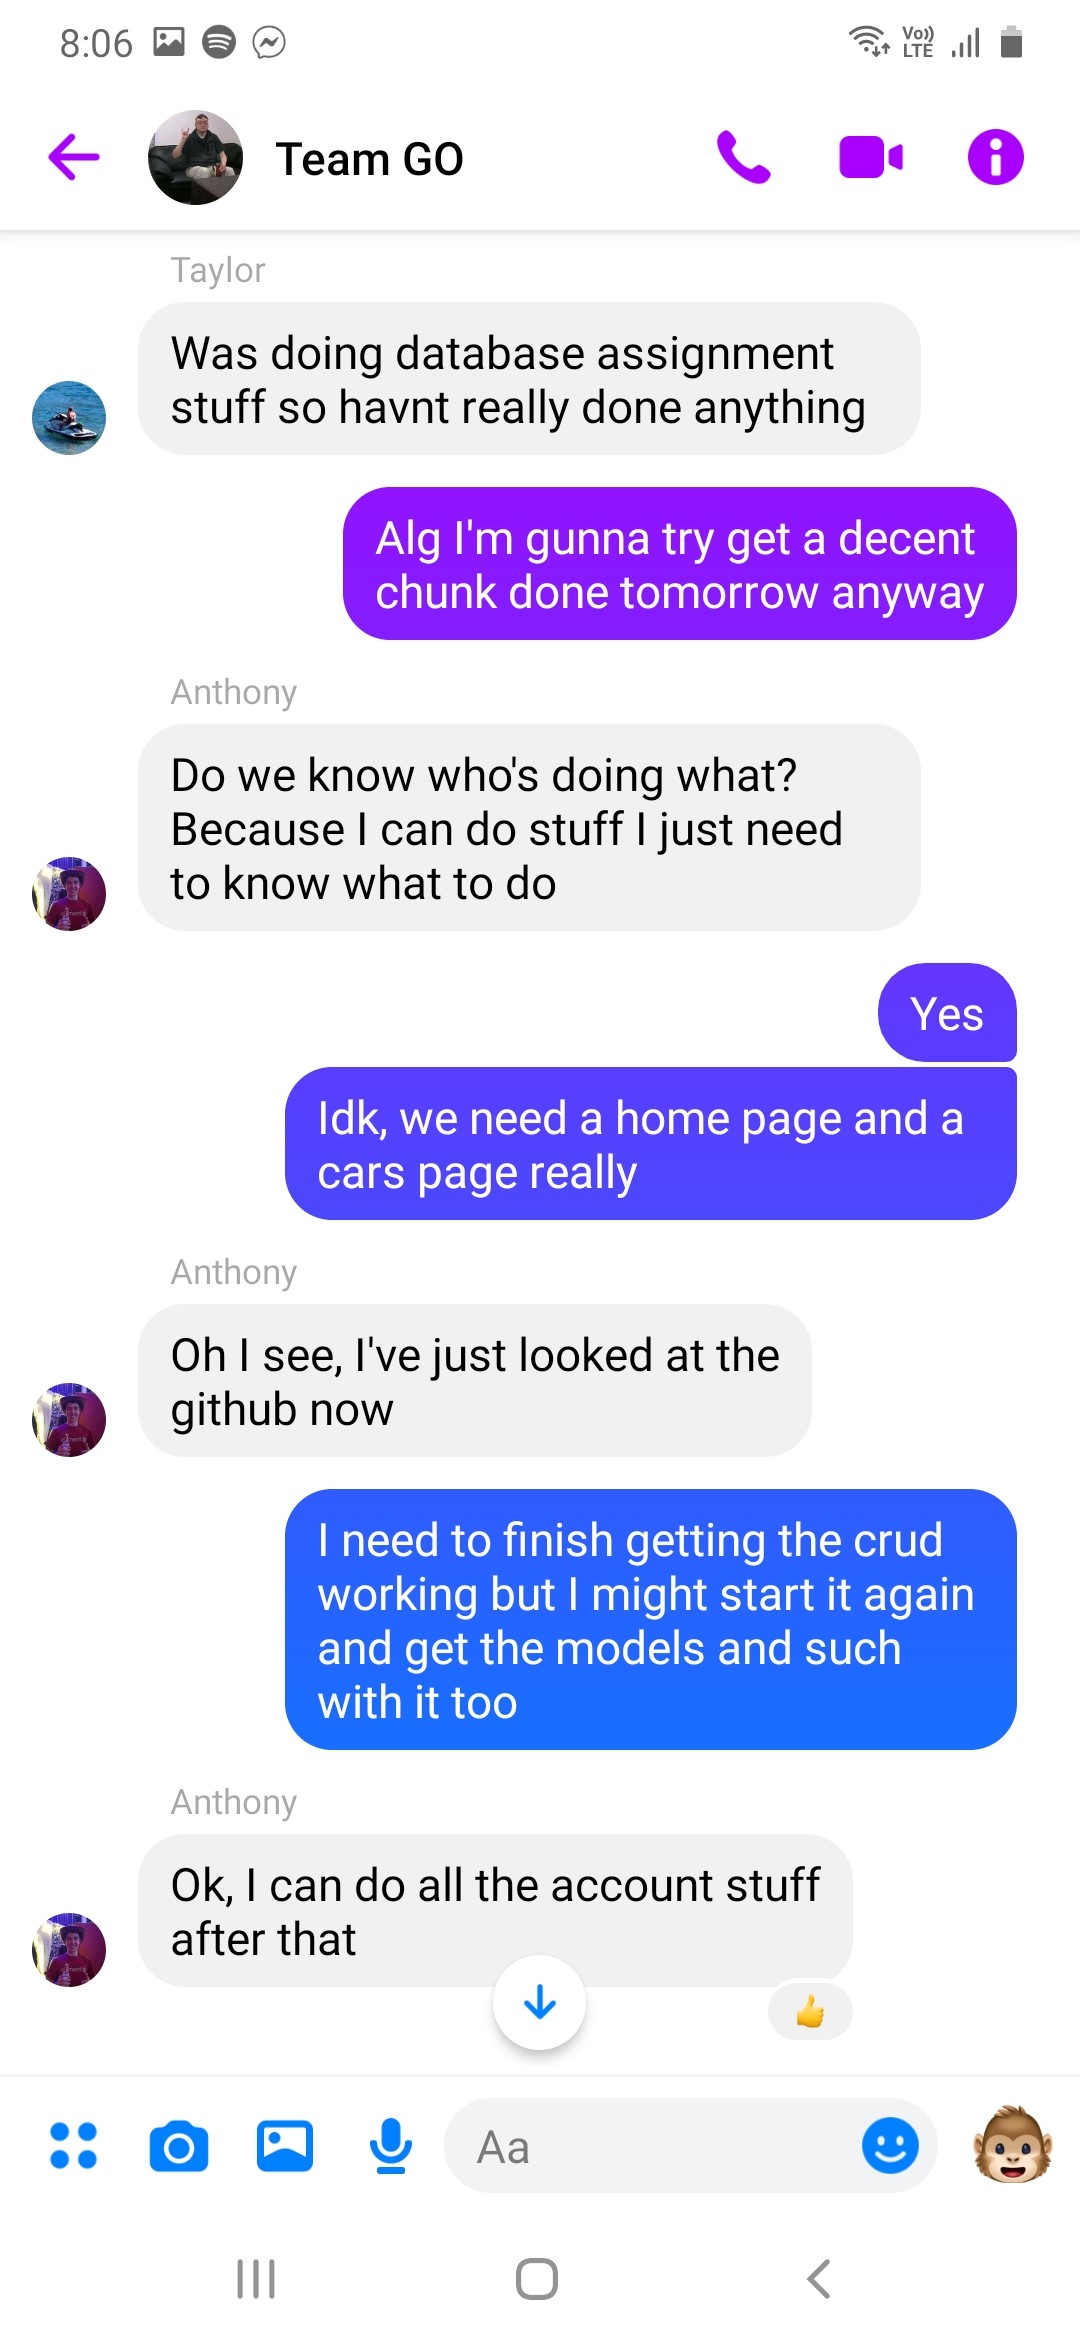 8:06
Vo))
LTE
Team GO
Taylor
Was doing database assignment
stuff so havnt really done anything
Alg I'm gunna try get a decent
chunk done tomorrow anyway
Anthony
Do we know who's doing what?
Because I can do stuff I just need
to know what to do
Yes
Idk, we need a home page and a
cars page really
Anthony
Oh I see, I've just looked at the
github now
I need to finish getting the crud
working but I might start it again
and get the models and such
with it too
Anthony
Ok, I can do all the account stuff
after that
Aa